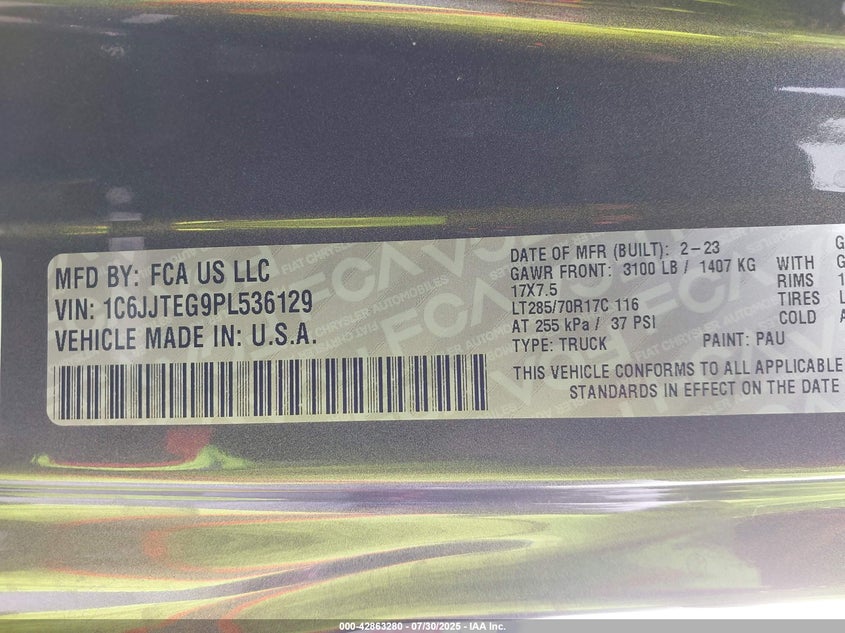 MFD BY: FCA US LLC
VIN: 1C6JJTEG9PL536129
VEHICLE MADE IN: U.S.A.
DATE OF MFR (BUILT): 2-23
GAWR FRONT: 3100 LB / 1407 KG WITH
17X7.5 RIMS
LT285/70R17C 116 TIRES
AT 255 kPa / 37 PSI COLD
TYPE: TRUCK PAINT: PAU
THIS VEHICLE CONFORMS TO ALL APPLICABLE
STANDARDS IN EFFECT ON THE DATE
000-42863280 - 07/30/2025 - IAA Inc.